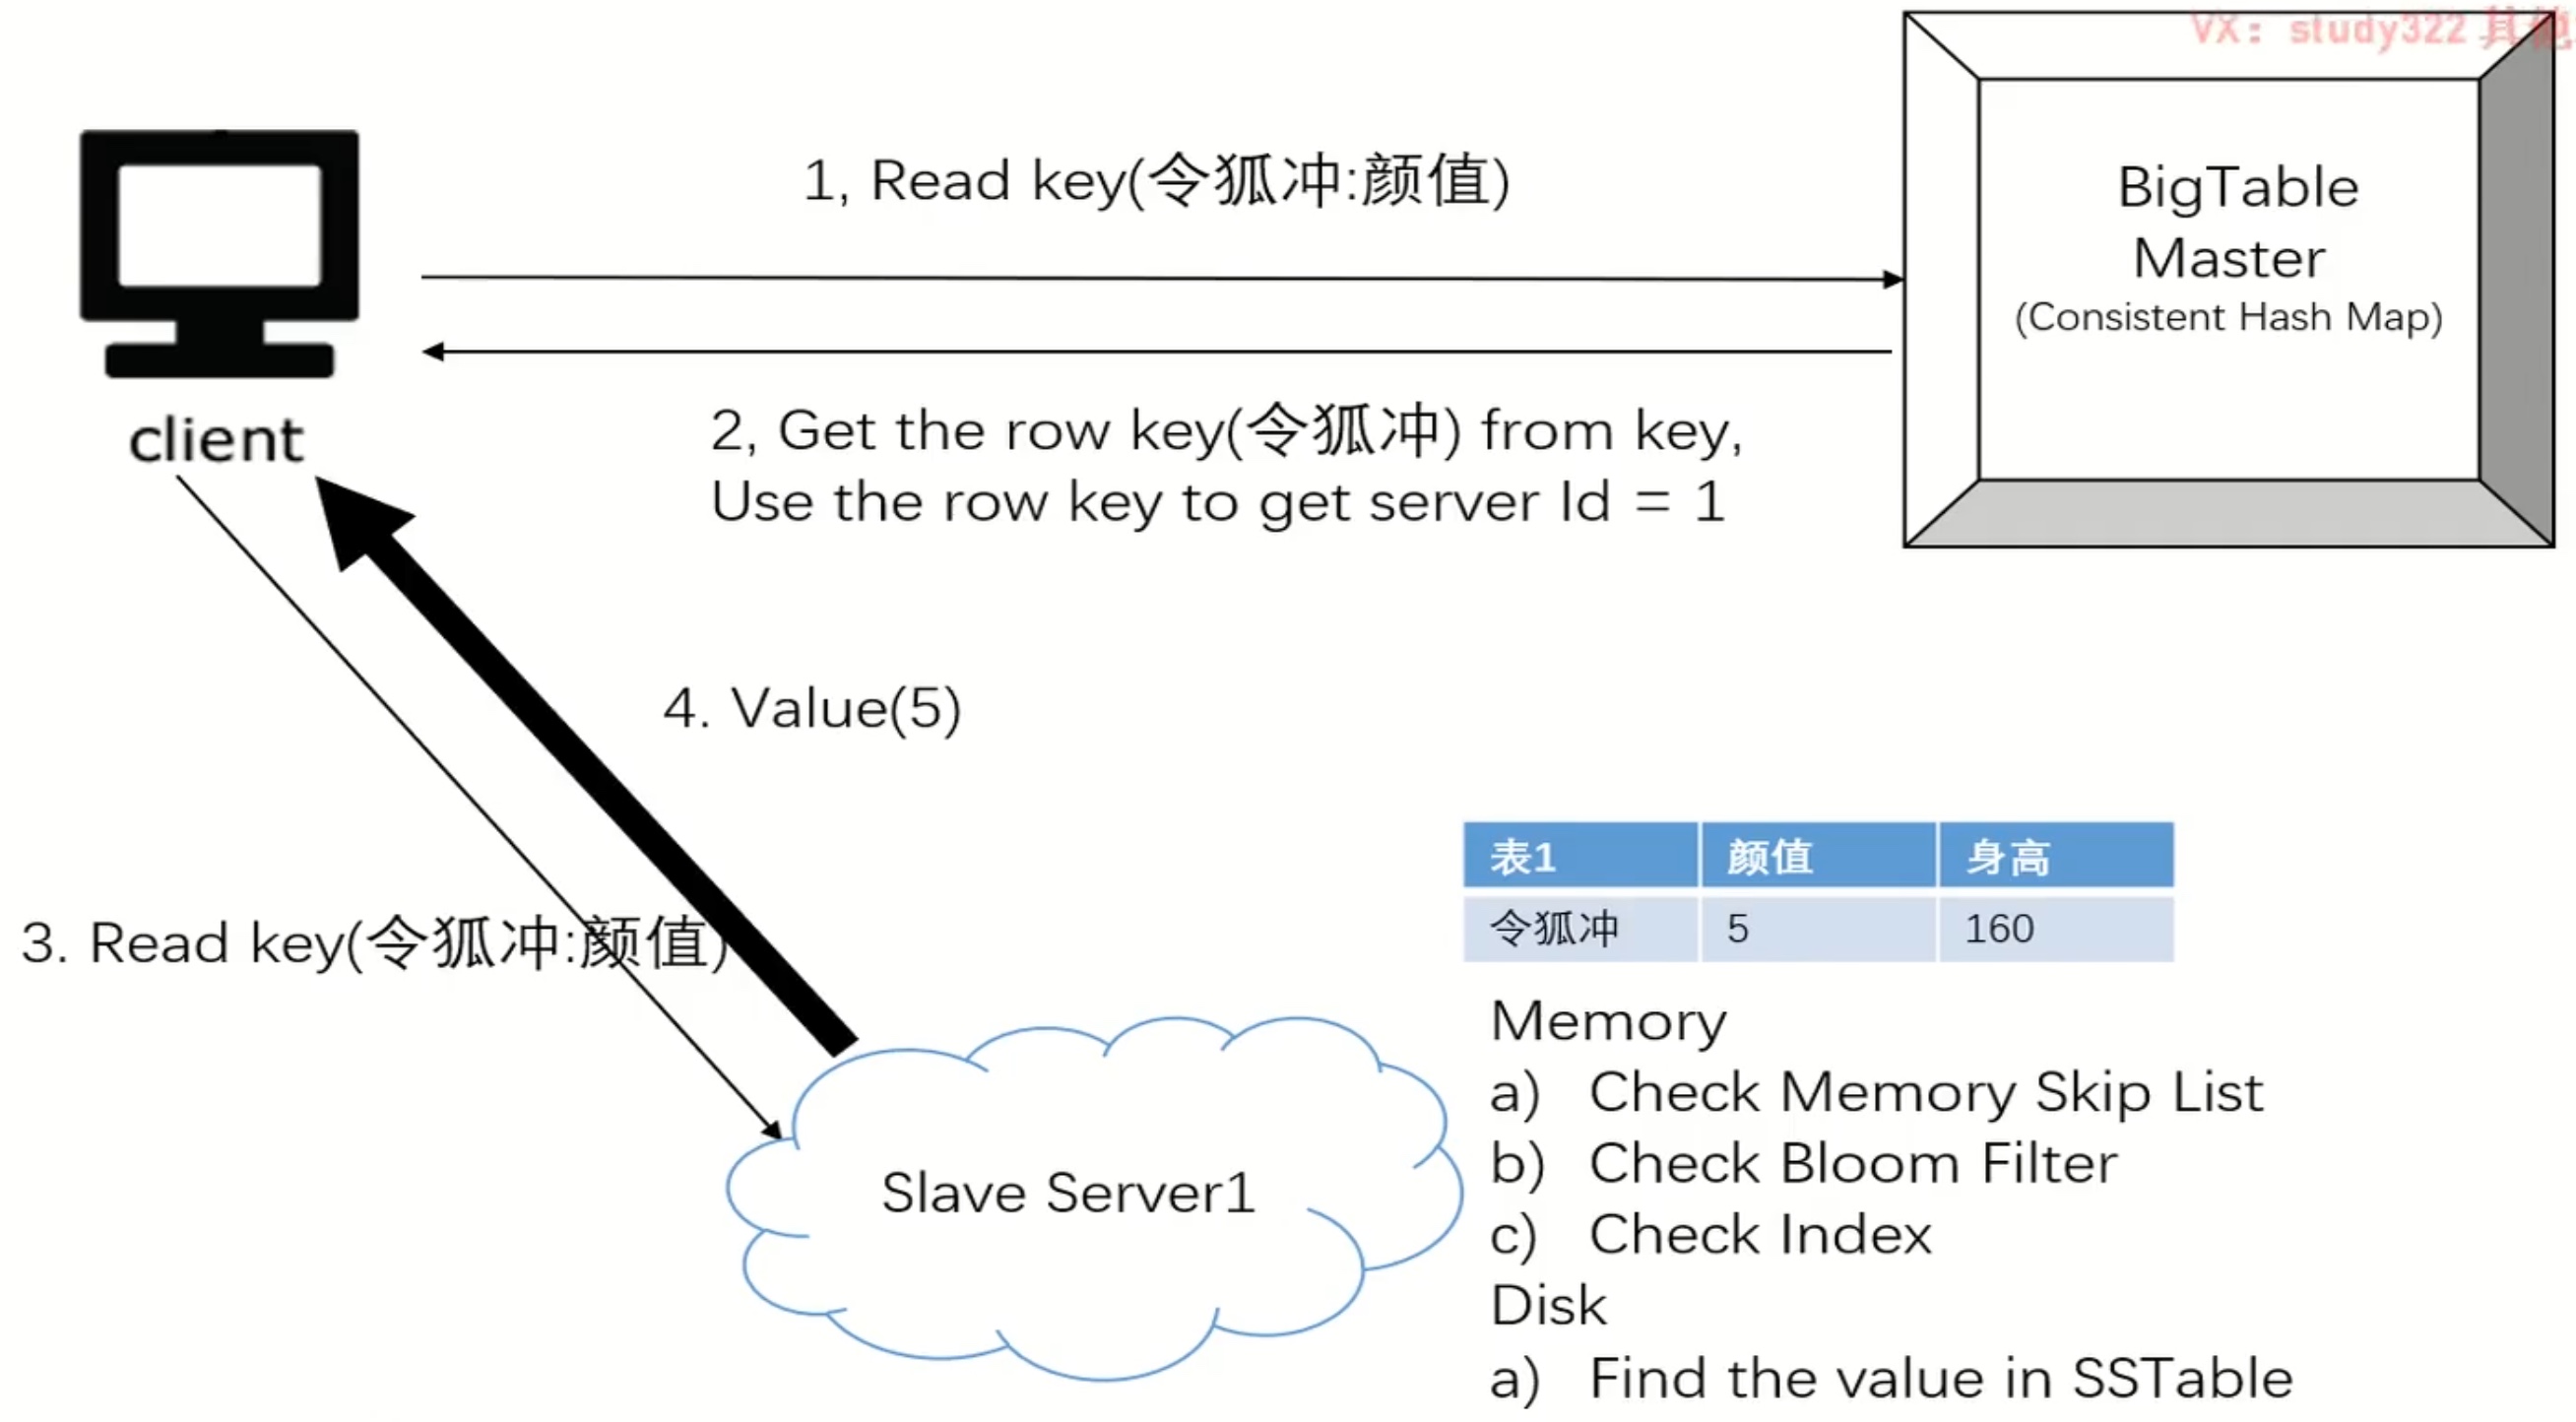 VX：study322 其他
1, Read key(令狐冲:颜值)
BigTable
Master
(Consistent Hash Map)
client
2, Get the row key(令狐冲) from key,
Use the row key to get server Id = 1
4. Value(5)
3. Read key(令狐冲:颜值)
表1 颜值 身高
令狐冲 5 160
Slave Server1
Memory
a) Check Memory Skip List
b) Check Bloom Filter
c) Check Index
Disk
a) Find the value in SSTable